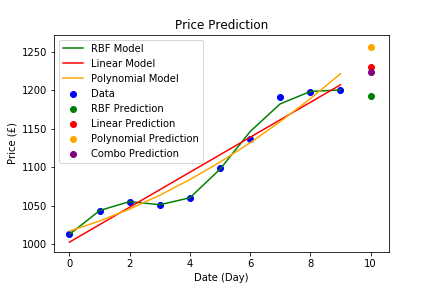 Price Prediction
Price (£)
1250
1200
1150
1100
1050
1000
RBF Model
Linear Model
Polynomial Model
Data
RBF Prediction
Linear Prediction
Polynomial Prediction
Combo Prediction
0 2 4 6 8 10
Date (Day)